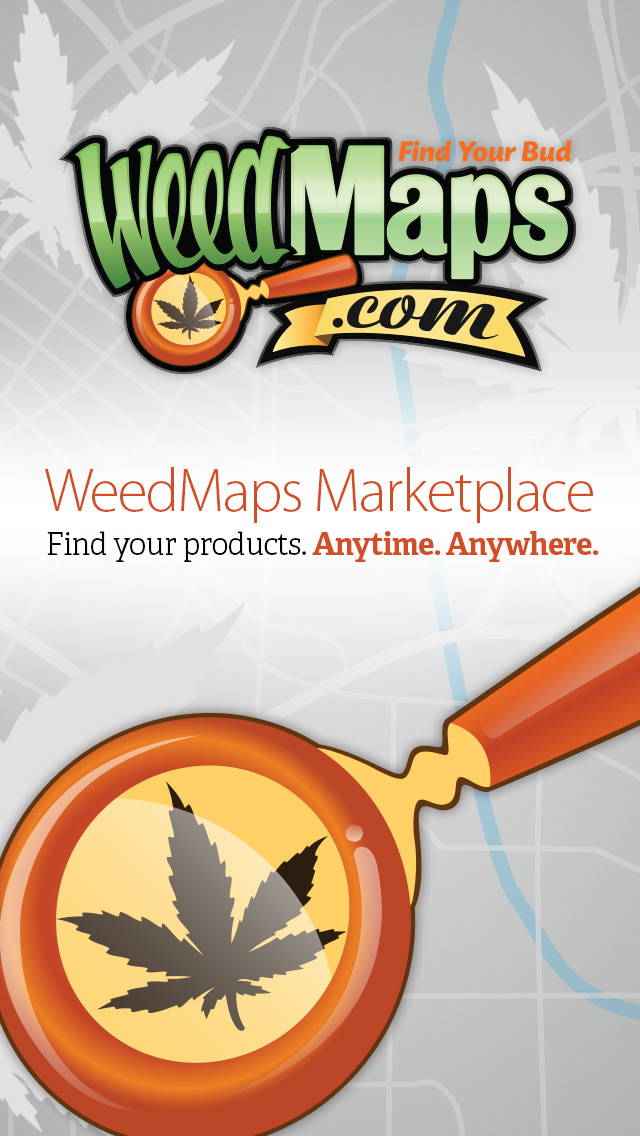 Find Your Bud
WeedMaps
.com
WeedMaps Marketplace
Find your products. Anytime. Anywhere.